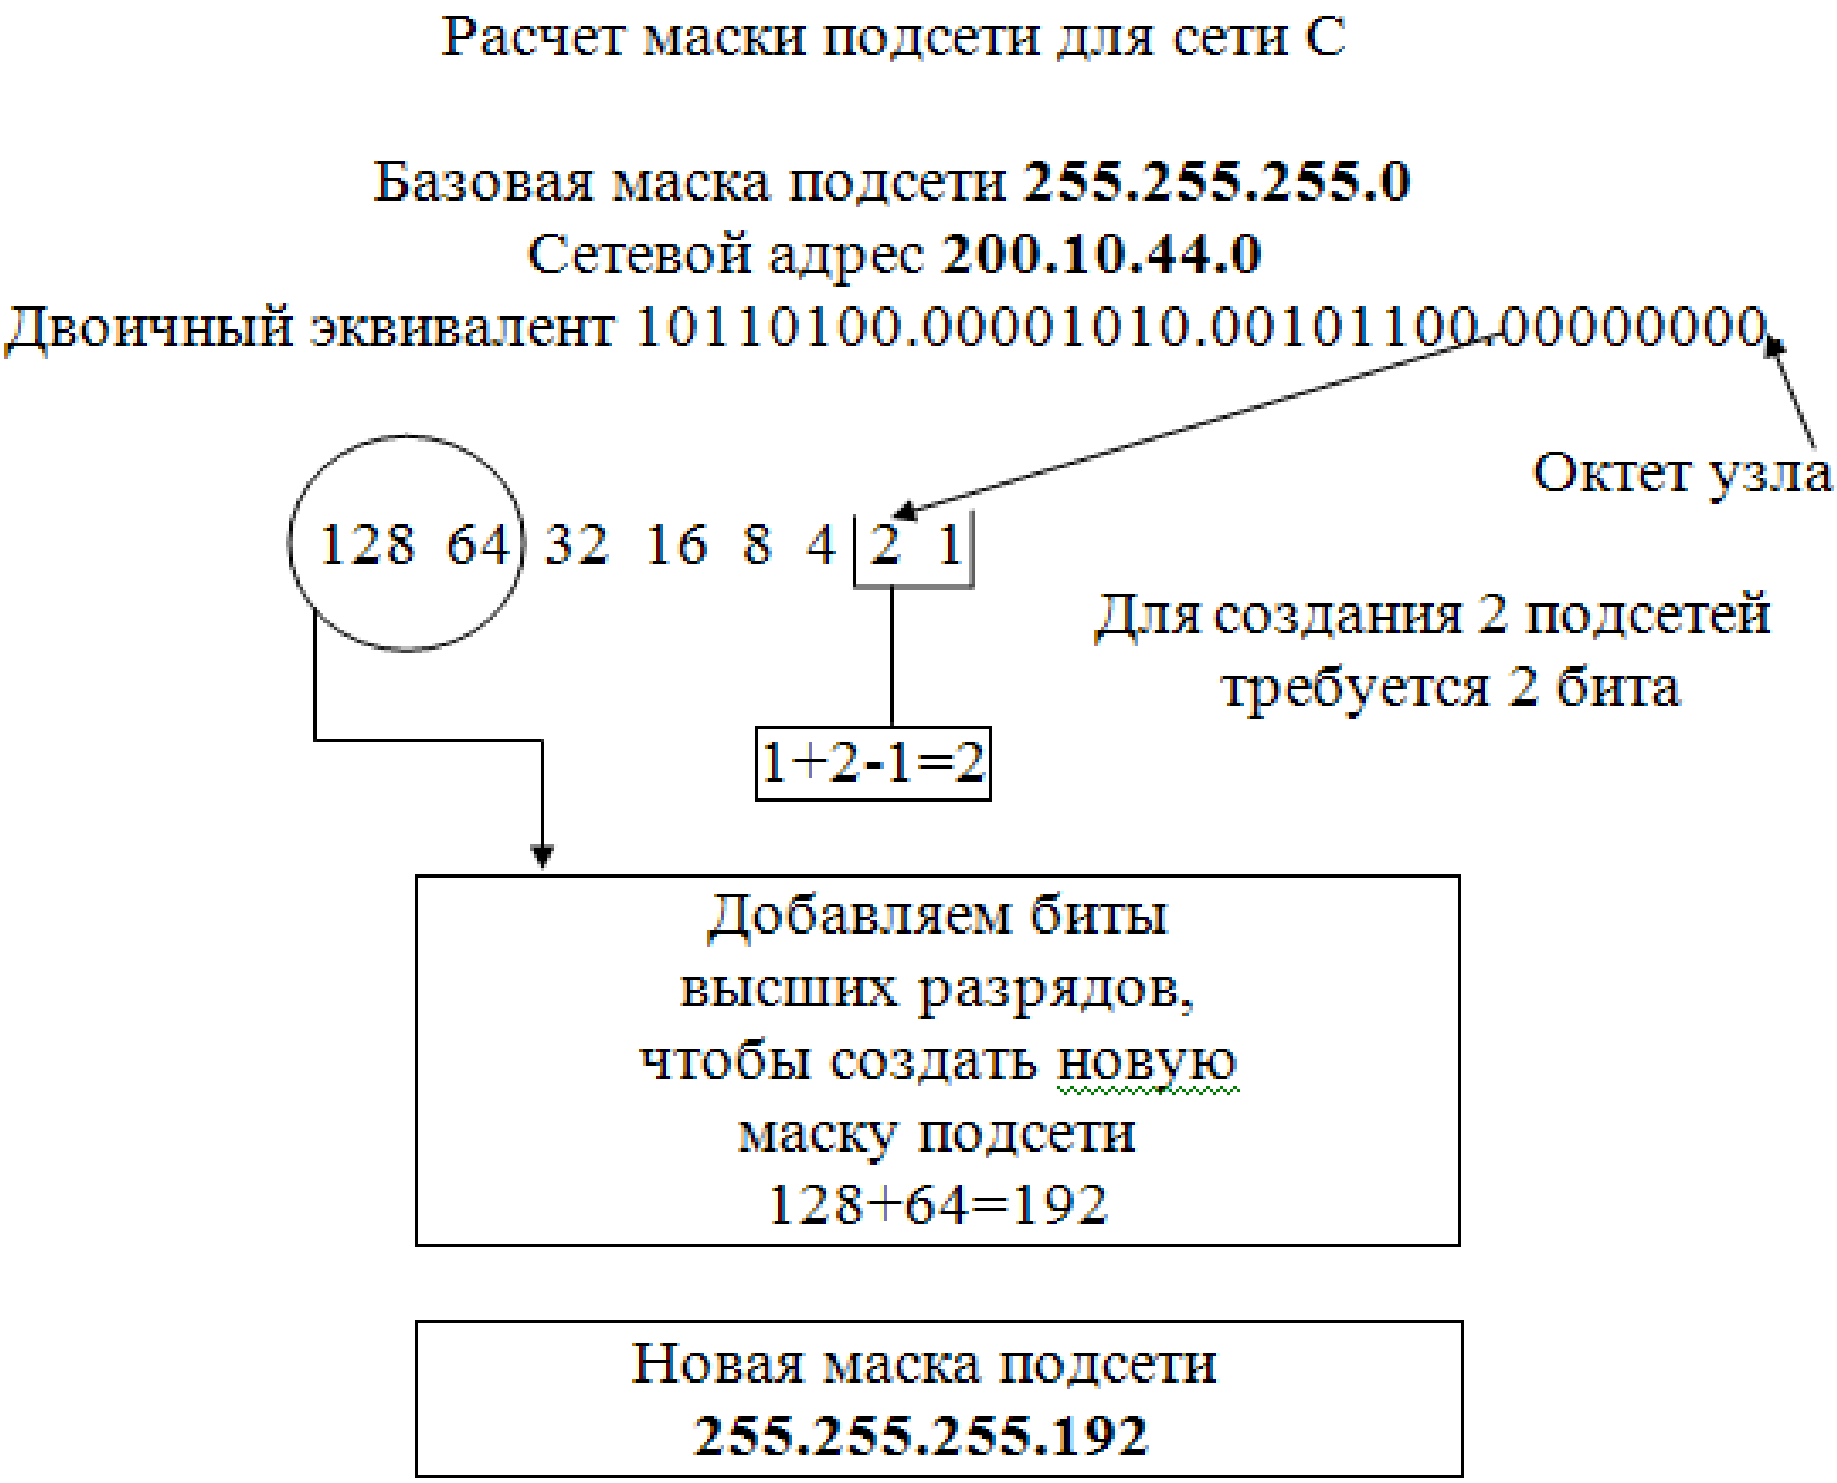 Расчет маски подсети для сети С
Базовая маска подсети 255.255.255.0
Сетевой адрес 200.10.44.0
Двоичный эквивалент 10110100.00001010.00101100.00000000.
Октет узла
128 64 32 16 8 4 2 1
Для создания 2 подсетей
требуется 2 бита
1+2-1=2
Добавляем биты
высших разрядов,
чтобы создать новую
маску подсети
128+64=192
Новая маска подсети
255.255.255.192